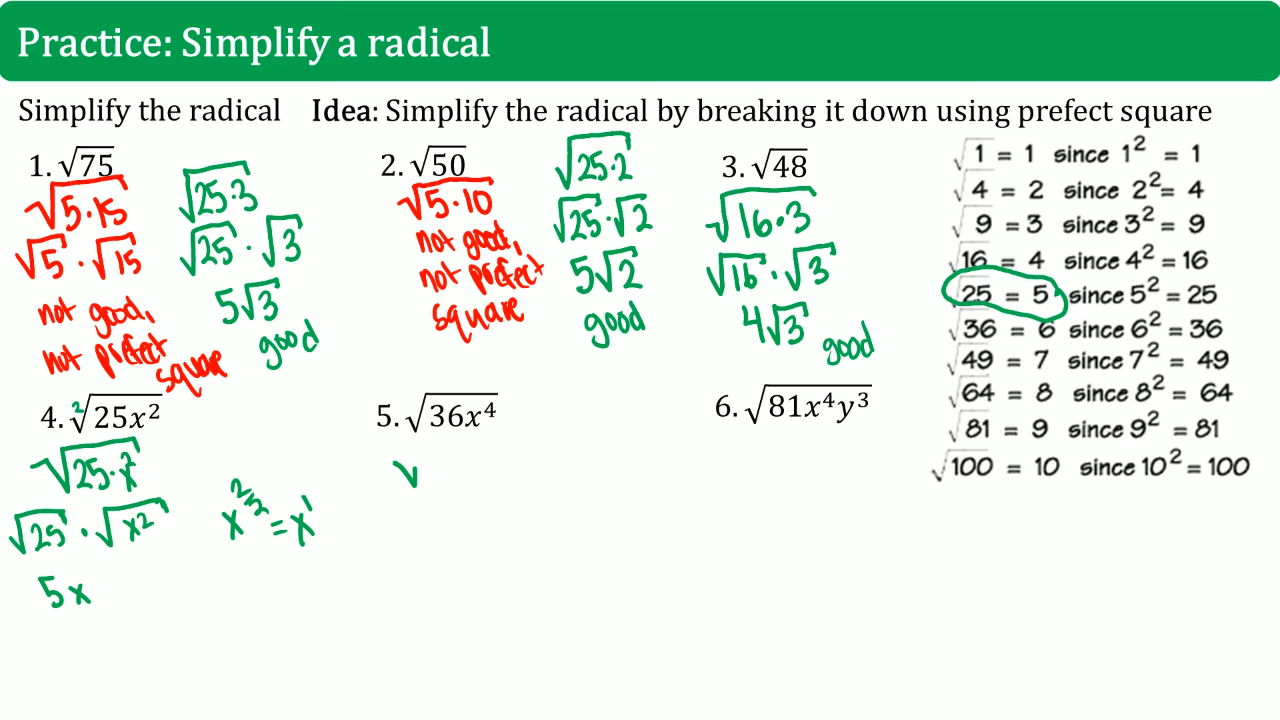 Practice: Simplify a radical
Simplify the radical Idea: Simplify the radical by breaking it down using prefect square
1. √75
√5·15
√5 · √15
not good,
not prefect
square
√25·3
√25 · √3
5√3
good
2. √50
√5·10
not good,
not prefect
square
√25·2
√25·√2
5√2
good
3. √48
√16·3
√16·√3
4√3
good
√1 = 1 since 1² = 1
√4 = 2 since 2² = 4
√9 = 3 since 3² = 9
√16 = 4 since 4² = 16
√25 = 5 since 5² = 25
√36 = 6 since 6² = 36
√49 = 7 since 7² = 49
√64 = 8 since 8² = 64
√81 = 9 since 9² = 81
√100 = 10 since 10² = 100
4. ²√25x²
√25·x²
√25 · √x²
5x
x^2/2 = x¹
5. √36x⁴
√
6. √81x⁴y³